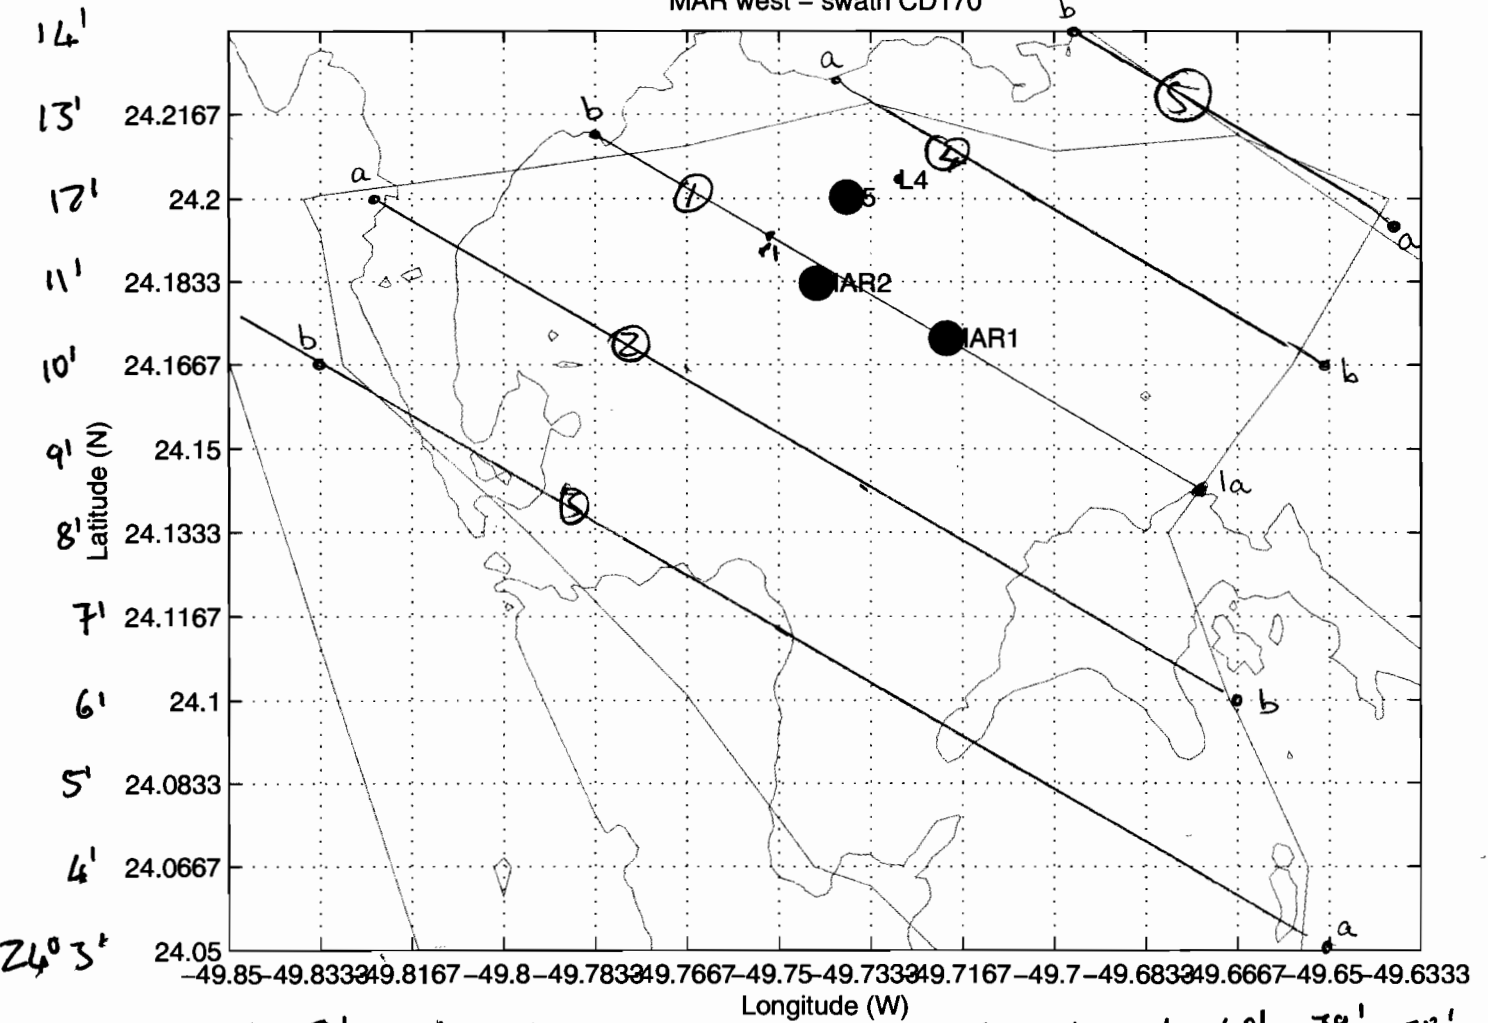 MAR west – swath CD170
14'
b
a
5
13' 24.2167
b
4
a
L4
12' 24.2
1
5
11' 24.1833
MAR2
b
2
MAR1
10' 24.1667
b
9' 24.15
1a
8' 24.1333
7' 24.1167
6' 24.1
b
5' 24.0833
4' 24.0667
a
24° 3' 24.05
Latitude (N)
−49.85 −49.8333 −49.8167 −49.8 −49.7833 −49.7667 −49.75 −49.7333 −49.7167 −49.7 −49.6833 −49.6667 −49.65 −49.6333
Longitude (W)